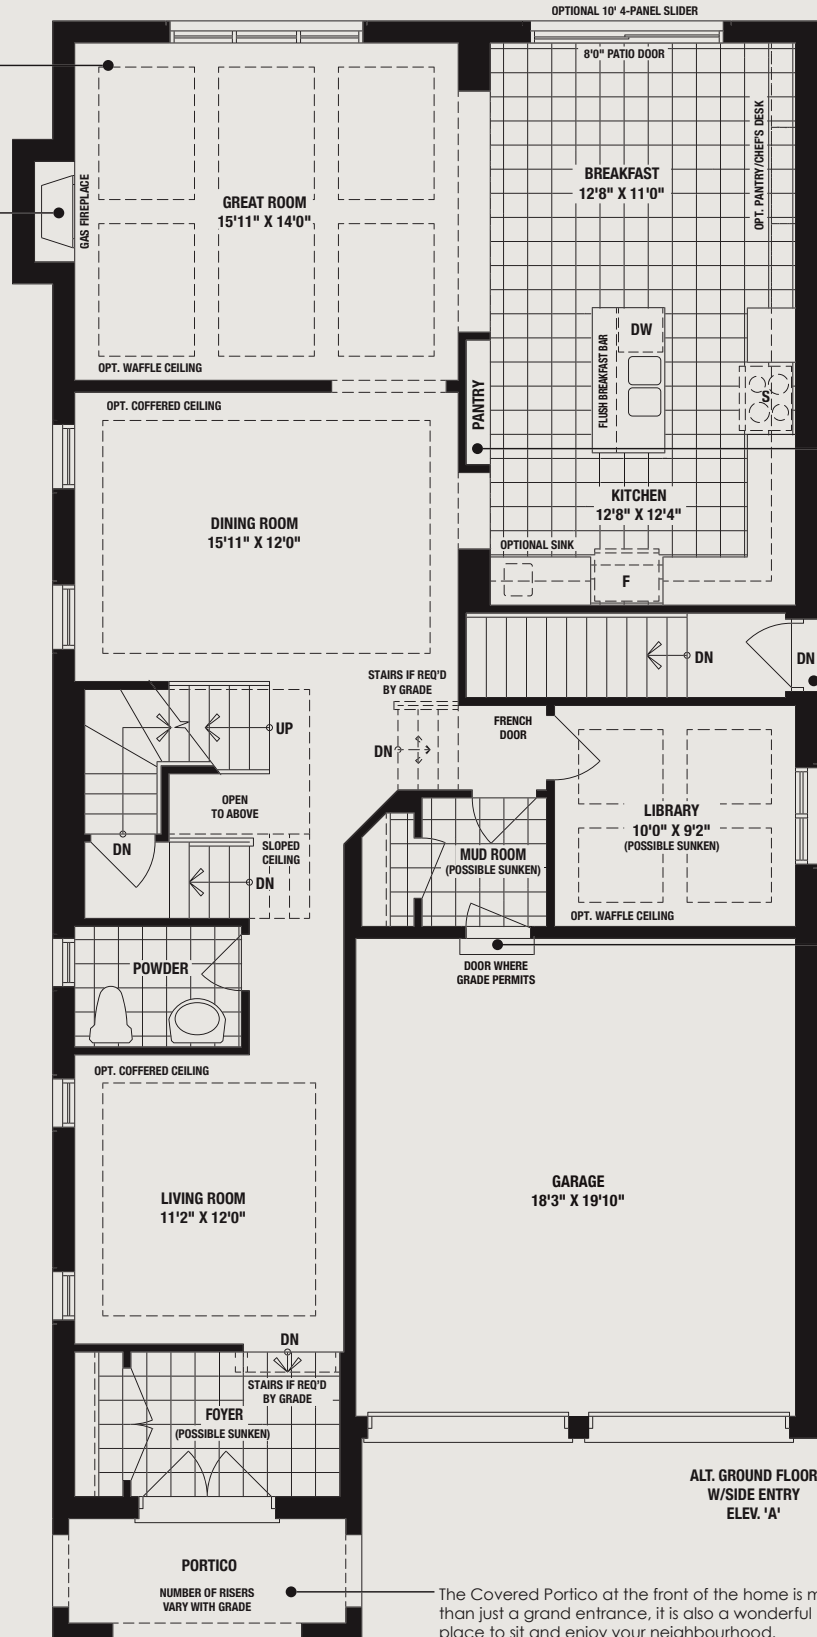 OPTIONAL 10' 4-PANEL SLIDER
8'0" PATIO DOOR
OPT. PANTRY/CHEF'S DESK
BREAKFAST
12'8" X 11'0"
GAS FIREPLACE
GREAT ROOM
15'11" X 14'0"
OPT. WAFFLE CEILING
DW
FLUSH BREAKFAST BAR
S
PANTRY
OPT. COFFERED CEILING
DINING ROOM
15'11" X 12'0"
KITCHEN
12'8" X 12'4"
OPTIONAL SINK
F
DN
DN
STAIRS IF REQ'D
BY GRADE
UP
DN
FRENCH
DOOR
OPEN
TO ABOVE
LIBRARY
10'0" X 9'2"
(POSSIBLE SUNKEN)
DN
SLOPED
CEILING
DN
MUD ROOM
(POSSIBLE SUNKEN)
OPT. WAFFLE CEILING
POWDER
DOOR WHERE
GRADE PERMITS
OPT. COFFERED CEILING
LIVING ROOM
11'2" X 12'0"
GARAGE
18'3" X 19'10"
DN
STAIRS IF REQ'D
BY GRADE
FOYER
(POSSIBLE SUNKEN)
ALT. GROUND FLOOR
W/SIDE ENTRY
ELEV. 'A'
PORTICO
NUMBER OF RISERS
VARY WITH GRADE
The Covered Portico at the front of the home is
than just a grand entrance, it is also a wonderful
place to sit and enjoy your neighbourhood.